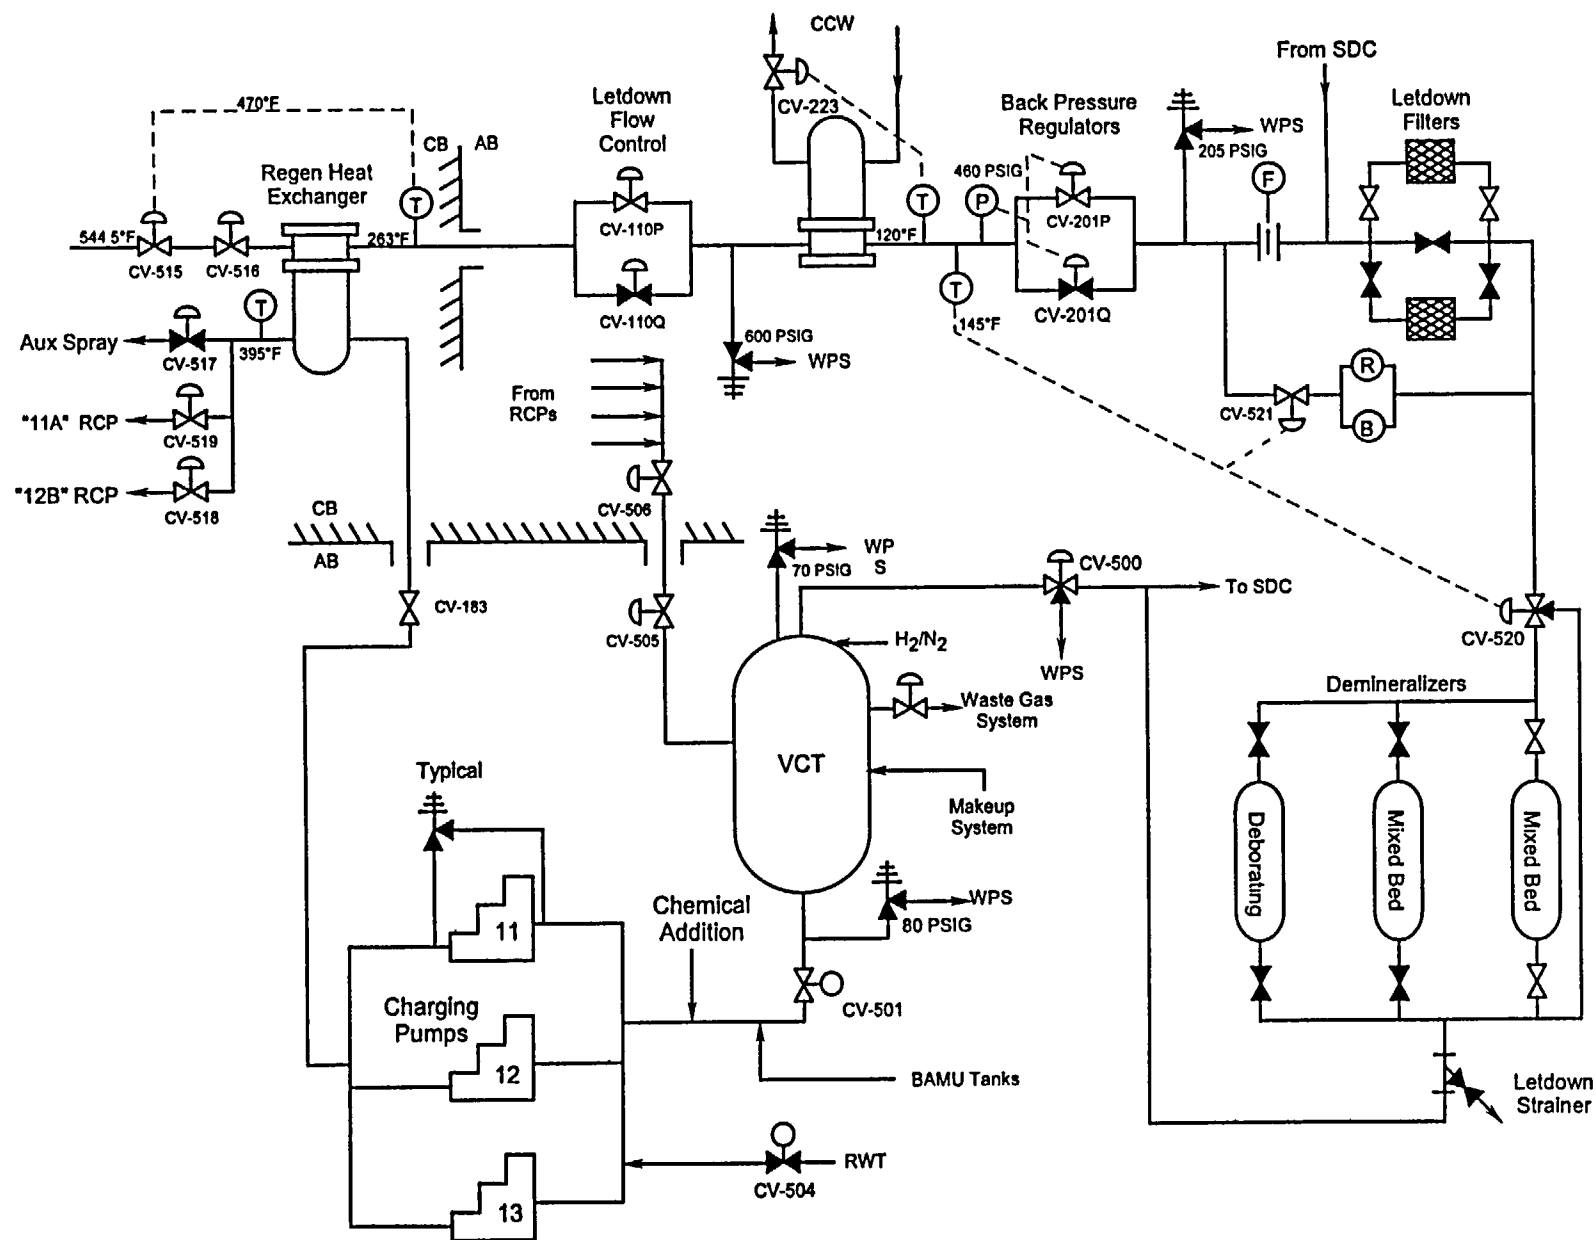 CCW
From SDC
470°F
Letdown
Flow
Control
CV-223
Back Pressure
Regulators
WPS
205 PSIG
Letdown
Filters
CB
AB
Regen Heat
Exchanger
T
CV-110P
T
460 PSIG
P
CV-201P
F
544 5°F
263°F
120°F
CV-515
CV-516
T
T
CV-110Q
145°F
CV-201Q
Aux Spray
CV-517
395°F
600 PSIG
WPS
From
RCPs
R
CV-521
B
"11A" RCP
CV-519
"12B" RCP
CV-518
CB
AB
CV-506
WP
S
70 PSIG
CV-500
To SDC
CV-183
CV-505
H2/N2
WPS
CV-520
Waste Gas
System
Demineralizers
VCT
Typical
Makeup
System
Deborating
Mixed Bed
Mixed Bed
Chemical
Addition
WPS
80 PSIG
11
Charging
Pumps
CV-501
12
BAMU Tanks
Letdown
Strainer
RWT
CV-504
13